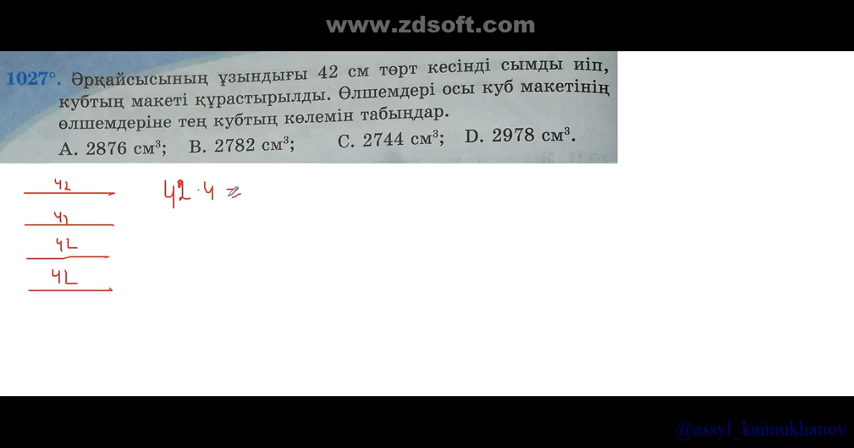 www.zdsoft.com
1027°. Әрқайсысының ұзындығы 42 см төрт кесінді сымды иіп,
кубтың макеті құрастырылды. Өлшемдері осы куб макетінің
өлшемдеріне тең кубтың көлемін табыңдар.
A. 2876 см³; B. 2782 см³; C. 2744 см³; D. 2978 см³.
42
42 · 4 =
42
42
42
@assyl_kainukhanov